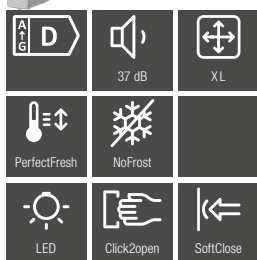 A
↑
G
D
37 dB
XL
PerfectFresh
NoFrost
LED
Click2open
SoftClose